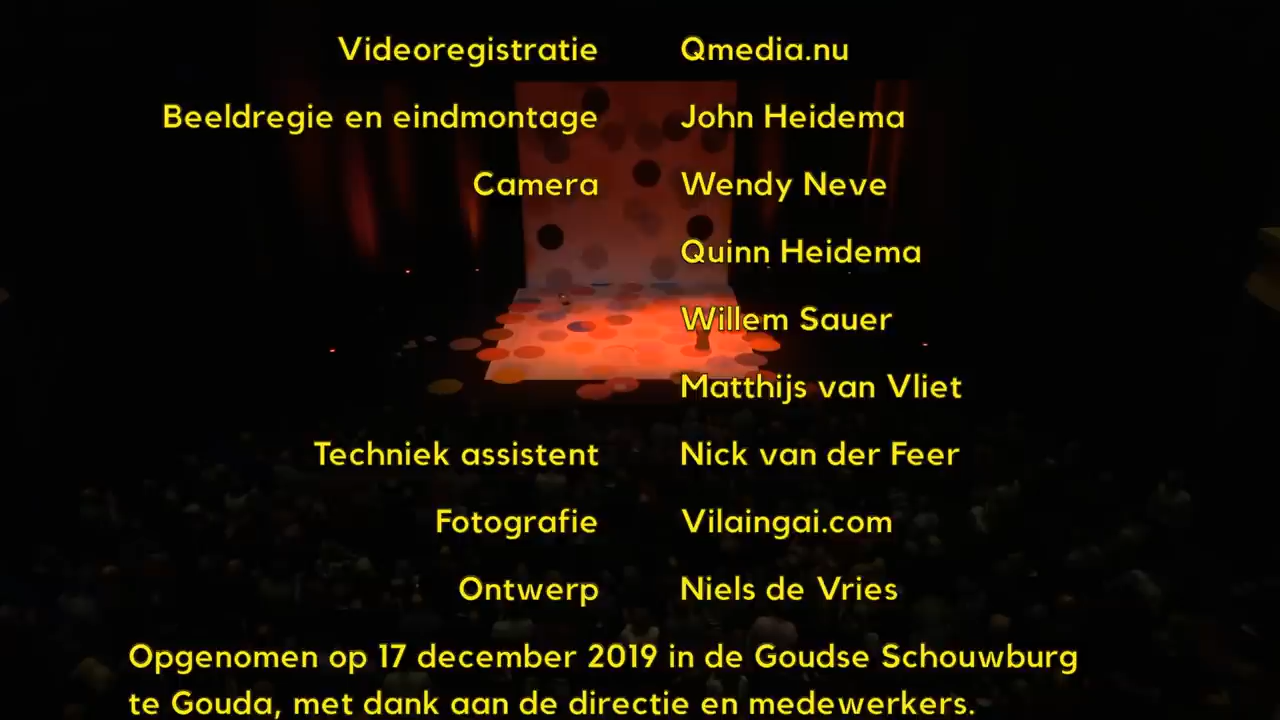 Videoregistratie Qmedia.nu
Beeldregie en eindmontage John Heidema
Camera Wendy Neve
Quinn Heidema
Willem Sauer
Matthijs van Vliet
Techniek assistent Nick van der Feer
Fotografie Vilaingai.com
Ontwerp Niels de Vries
Opgenomen op 17 december 2019 in de Goudse Schouwburg
te Gouda, met dank aan de directie en medewerkers.